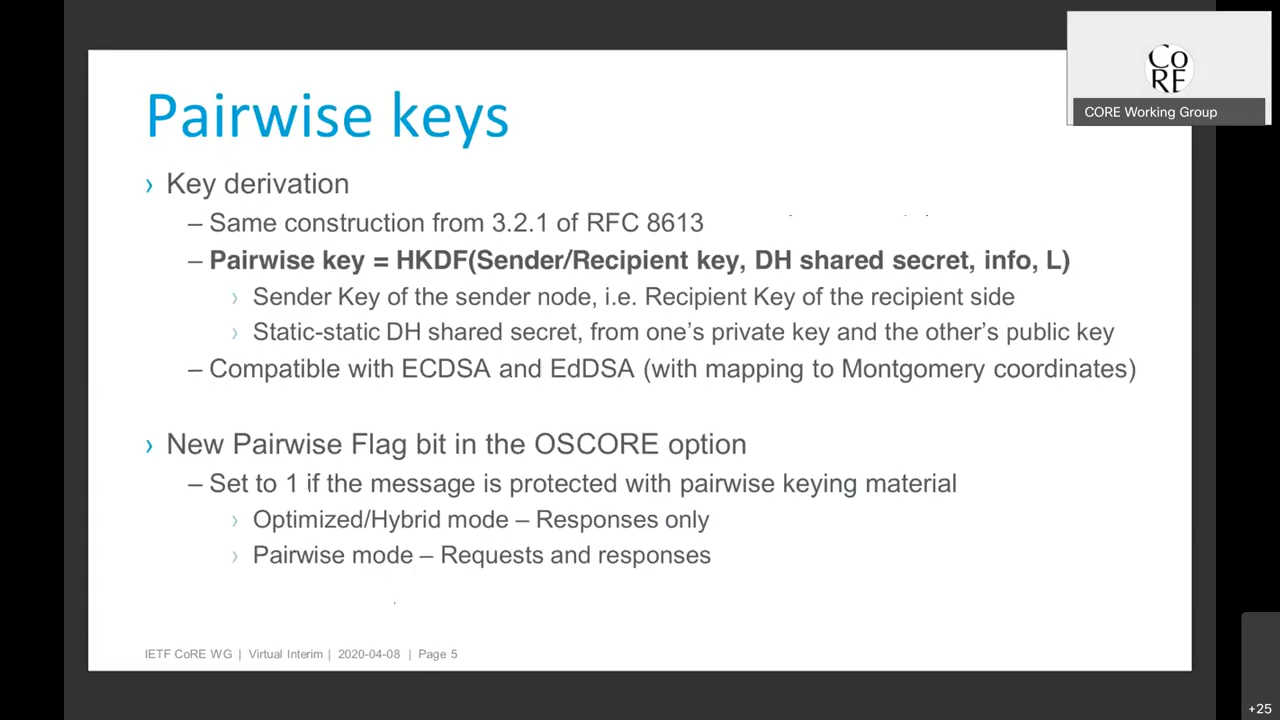 Pairwise keys
› Key derivation
– Same construction from 3.2.1 of RFC 8613
– Pairwise key = HKDF(Sender/Recipient key, DH shared secret, info, L)
› Sender Key of the sender node, i.e. Recipient Key of the recipient side
› Static-static DH shared secret, from one’s private key and the other’s public key
– Compatible with ECDSA and EdDSA (with mapping to Montgomery coordinates)
› New Pairwise Flag bit in the OSCORE option
– Set to 1 if the message is protected with pairwise keying material
› Optimized/Hybrid mode – Responses only
› Pairwise mode – Requests and responses
IETF CoRE WG | Virtual Interim | 2020-04-08 | Page 5
Co
RE
CORE Working Group
+25